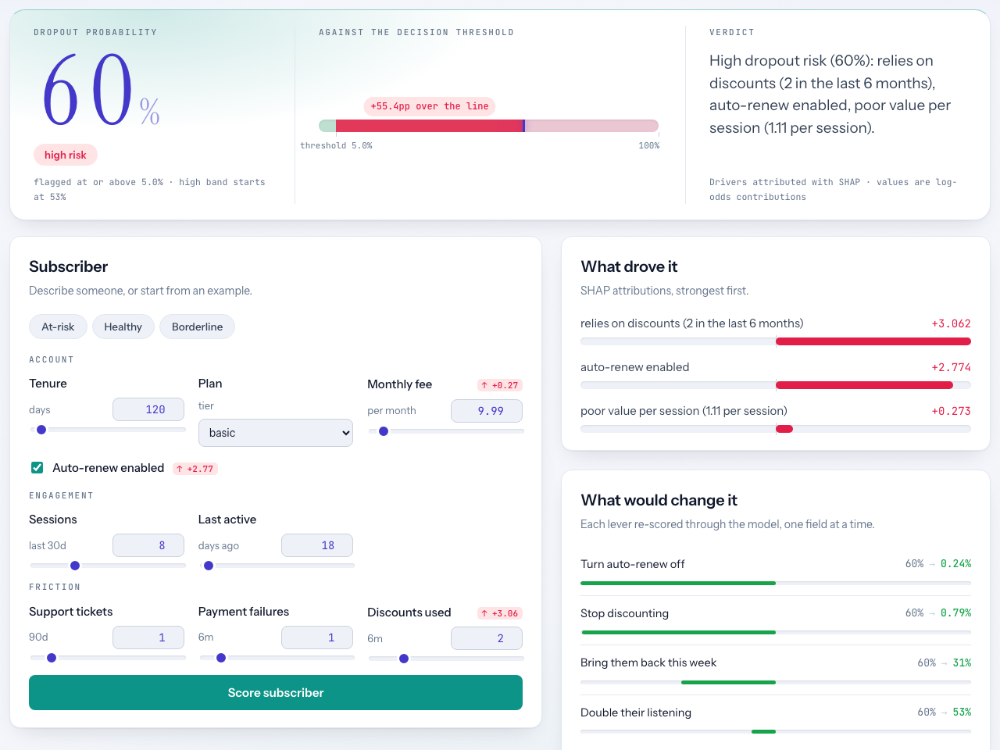 DROPOUT PROBABILITY
60%
high risk
flagged at or above 5.0% · high band starts
at 53%
AGAINST THE DECISION THRESHOLD
+55.4pp over the line
threshold 5.0%
100%
VERDICT
High dropout risk (60%): relies on
discounts (2 in the last 6 months),
auto-renew enabled, poor value per
session (1.11 per session).
Drivers attributed with SHAP · values are log-
odds contributions
Subscriber
Describe someone, or start from an example.
At-risk
Healthy
Borderline
ACCOUNT
Tenure
days
120
Plan
tier
basic
Monthly fee
↑ +0.27
per month
9.99
Auto-renew enabled
↑ +2.77
ENGAGEMENT
Sessions
last 30d
8
Last active
days ago
18
FRICTION
Support tickets
90d
1
Payment failures
6m
1
Discounts used
↑ +3.06
6m
2
Score subscriber
What drove it
SHAP attributions, strongest first.
relies on discounts (2 in the last 6 months)
+3.062
auto-renew enabled
+2.774
poor value per session (1.11 per session)
+0.273
What would change it
Each lever re-scored through the model, one field at a time.
Turn auto-renew off
60% → 0.24%
Stop discounting
60% → 0.79%
Bring them back this week
60% → 31%
Double their listening
60% → 53%